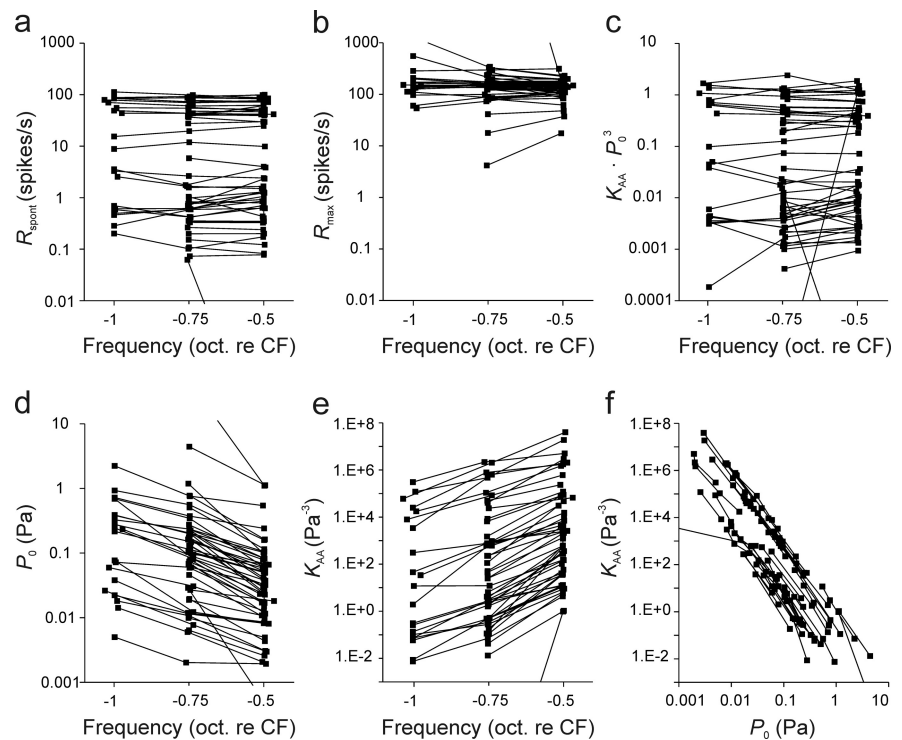 a
1000
100
10
1
0.1
0.01
R_spont (spikes/s)
-1 -0.75 -0.5
Frequency (oct. re CF)
b
1000
100
10
1
0.1
0.01
R_max (spikes/s)
-1 -0.75 -0.5
Frequency (oct. re CF)
c
10
1
0.1
0.01
0.001
0.0001
K_AA · P_0^3
-1 -0.75 -0.5
Frequency (oct. re CF)
d
10
1
0.1
0.01
0.001
P_0 (Pa)
-1 -0.75 -0.5
Frequency (oct. re CF)
e
1.E+8
1.E+6
1.E+4
1.E+2
1.E+0
1.E-2
K_AA (Pa^-3)
-1 -0.75 -0.5
Frequency (oct. re CF)
f
1.E+8
1.E+6
1.E+4
1.E+2
1.E+0
1.E-2
K_AA (Pa^-3)
0.001 0.01 0.1 1 10
P_0 (Pa)